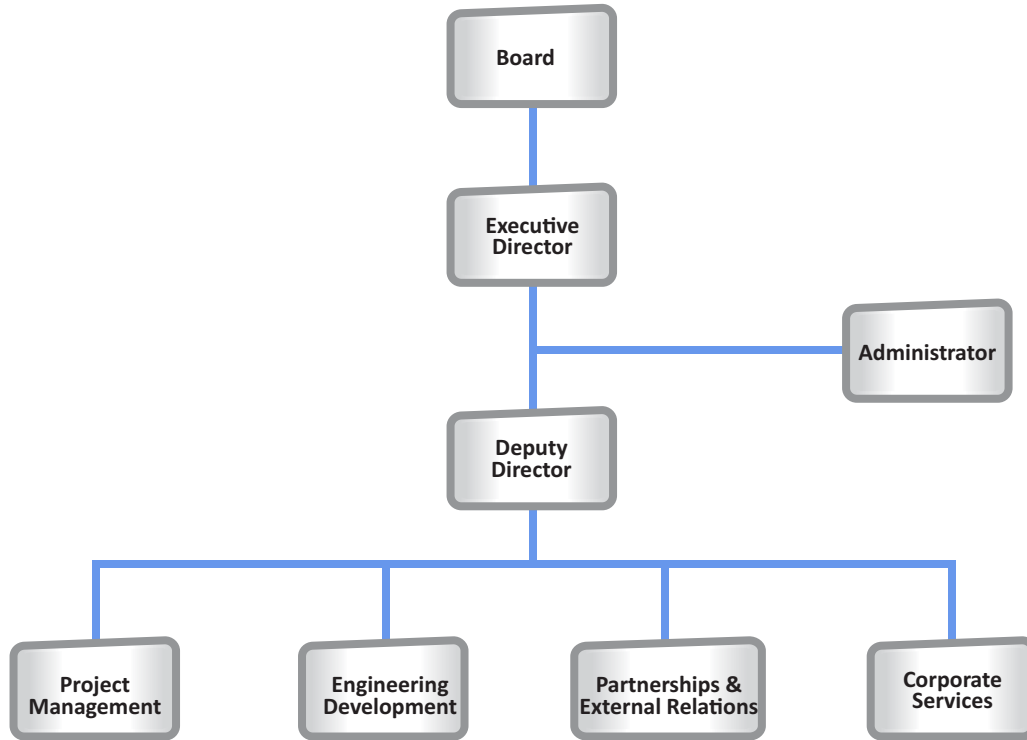 Board
Executive
Director
Administrator
Deputy
Director
Project
Management
Engineering
Development
Partnerships &
External Relations
Corporate
Services